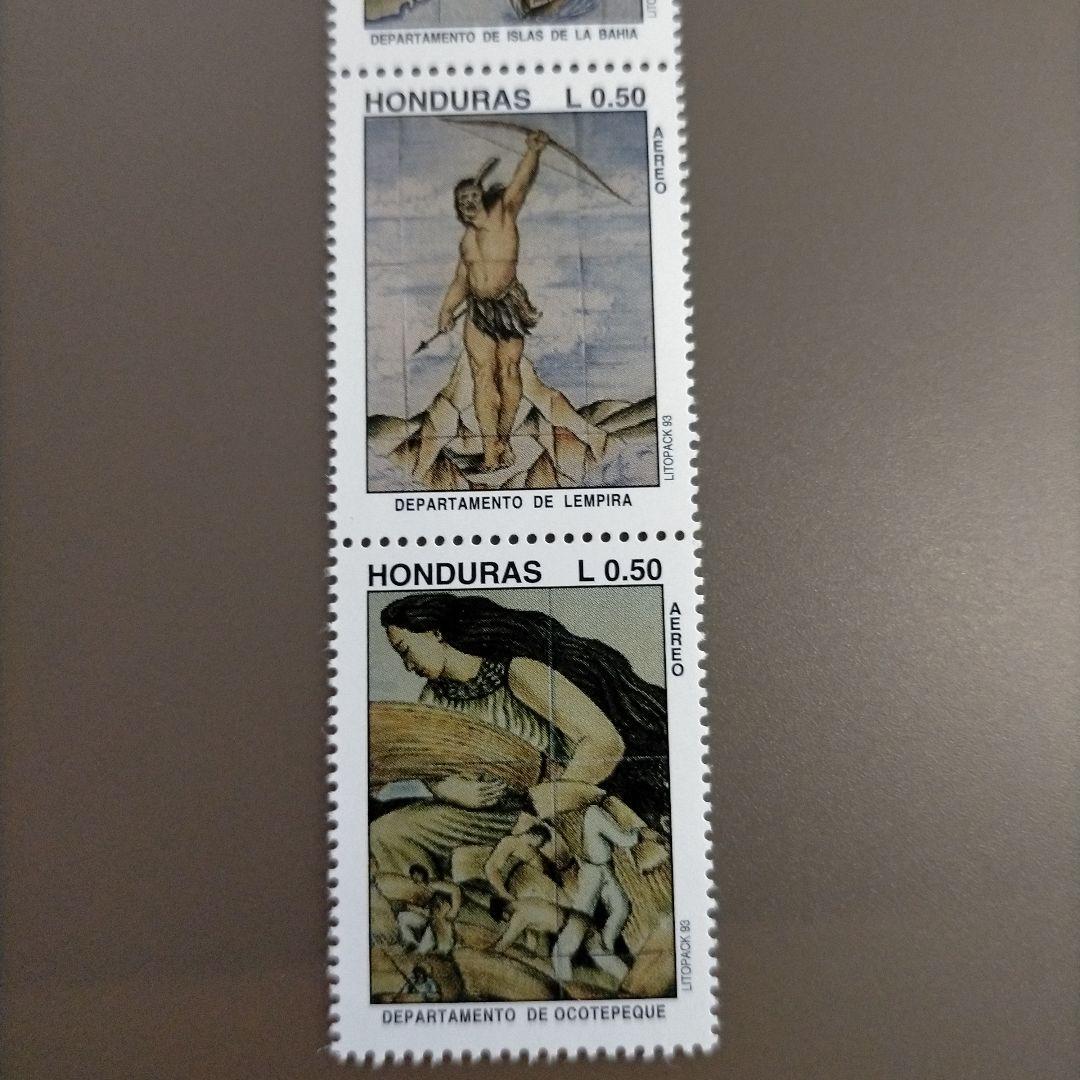 DEPARTAMENTO DE ISLAS DE LA BAHIA
HONDURAS L 0.50
AEREO
LITOPACK 93
DEPARTAMENTO DE LEMPIRA
HONDURAS L 0.50
AEREO
LITOPACK 93
DEPARTAMENTO DE OCOTEPEQUE